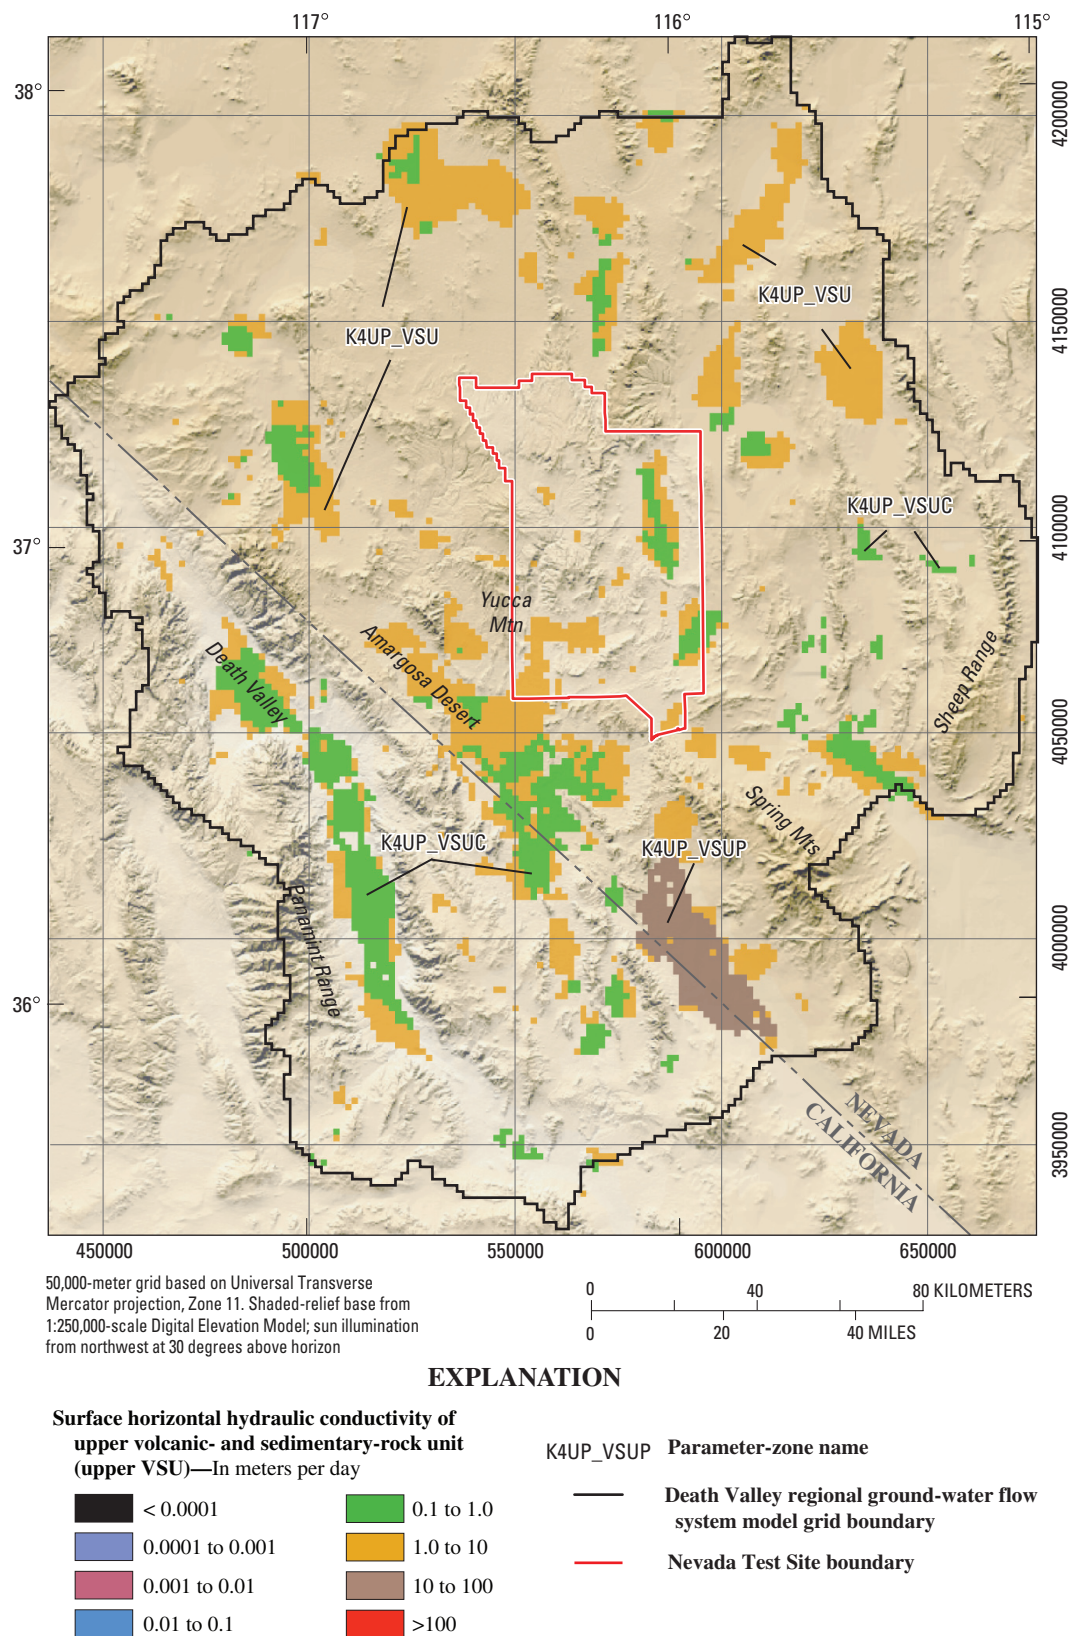 117°
116°
115°
38°
37°
36°
4200000
4150000
4100000
4050000
4000000
3950000
K4UP_VSU
K4UP_VSU
K4UP_VSUC
Yucca
Mtn
Amargosa Desert
Death Valley
Sheep Range
Spring Mts
K4UP_VSUC
K4UP_VSUP
Panamint Range
NEVADA
CALIFORNIA
450000
500000
550000
600000
650000
50,000-meter grid based on Universal Transverse
Mercator projection, Zone 11. Shaded-relief base from
1:250,000-scale Digital Elevation Model; sun illumination
from northwest at 30 degrees above horizon
0 40 80 KILOMETERS
0 20 40 MILES
EXPLANATION
Surface horizontal hydraulic conductivity of
upper volcanic- and sedimentary-rock unit
(upper VSU)—In meters per day
< 0.0001
0.0001 to 0.001
0.001 to 0.01
0.01 to 0.1
0.1 to 1.0
1.0 to 10
10 to 100
>100
K4UP_VSUP Parameter-zone name
Death Valley regional ground-water flow
system model grid boundary
Nevada Test Site boundary